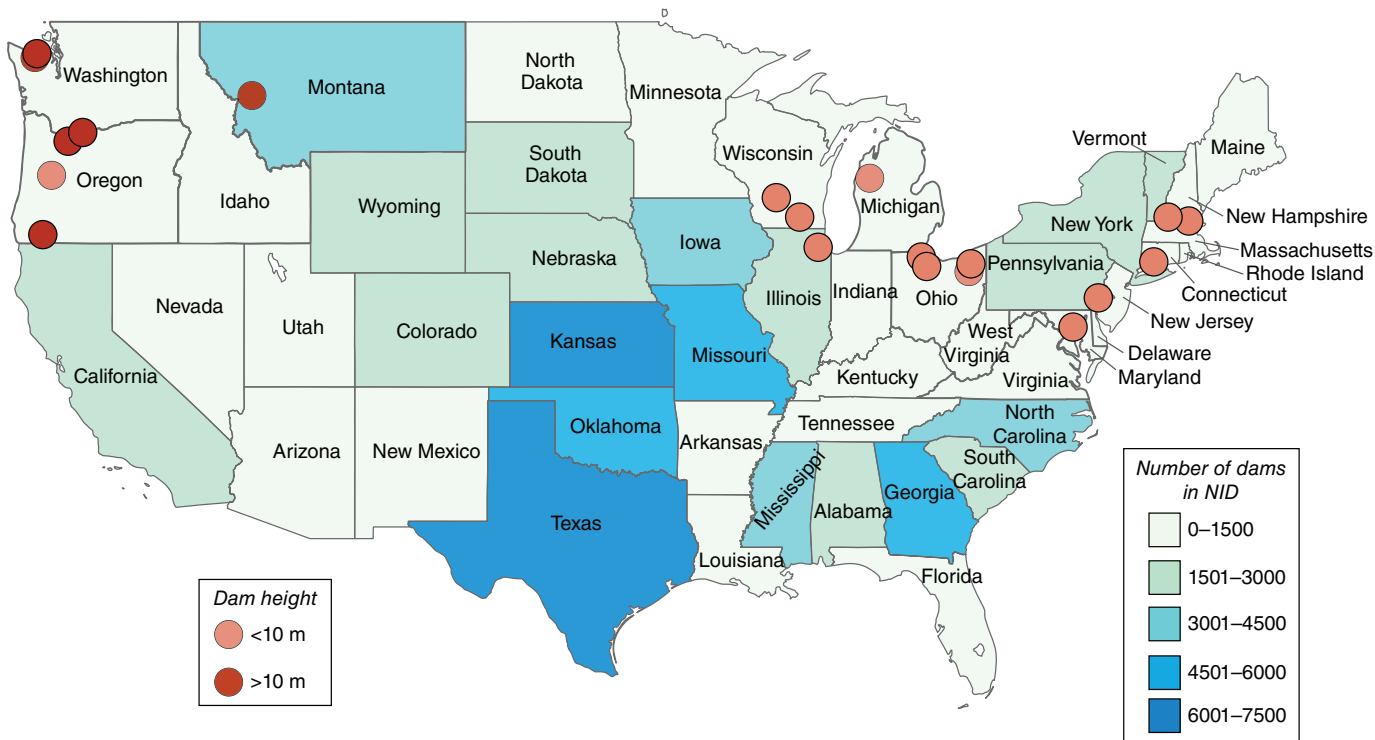 Washington
Montana
North
Dakota
Minnesota
Vermont
Maine
Wisconsin
South
Dakota
Oregon
Idaho
Wyoming
Michigan
New York
New Hampshire
Iowa
Massachusetts
Nebraska
Pennsylvania
Rhode Island
Connecticut
Nevada
Illinois
Indiana
Ohio
New Jersey
Utah
Colorado
Kansas
Missouri
West
Virginia
Delaware
California
Kentucky
Virginia
Maryland
Arizona
New Mexico
Oklahoma
Arkansas
Tennessee
North
Carolina
South
Carolina
Mississippi
Alabama
Georgia
Texas
Louisiana
Florida
Dam height
<10 m
>10 m
Number of dams
in NID
0–1500
1501–3000
3001–4500
4501–6000
6001–7500